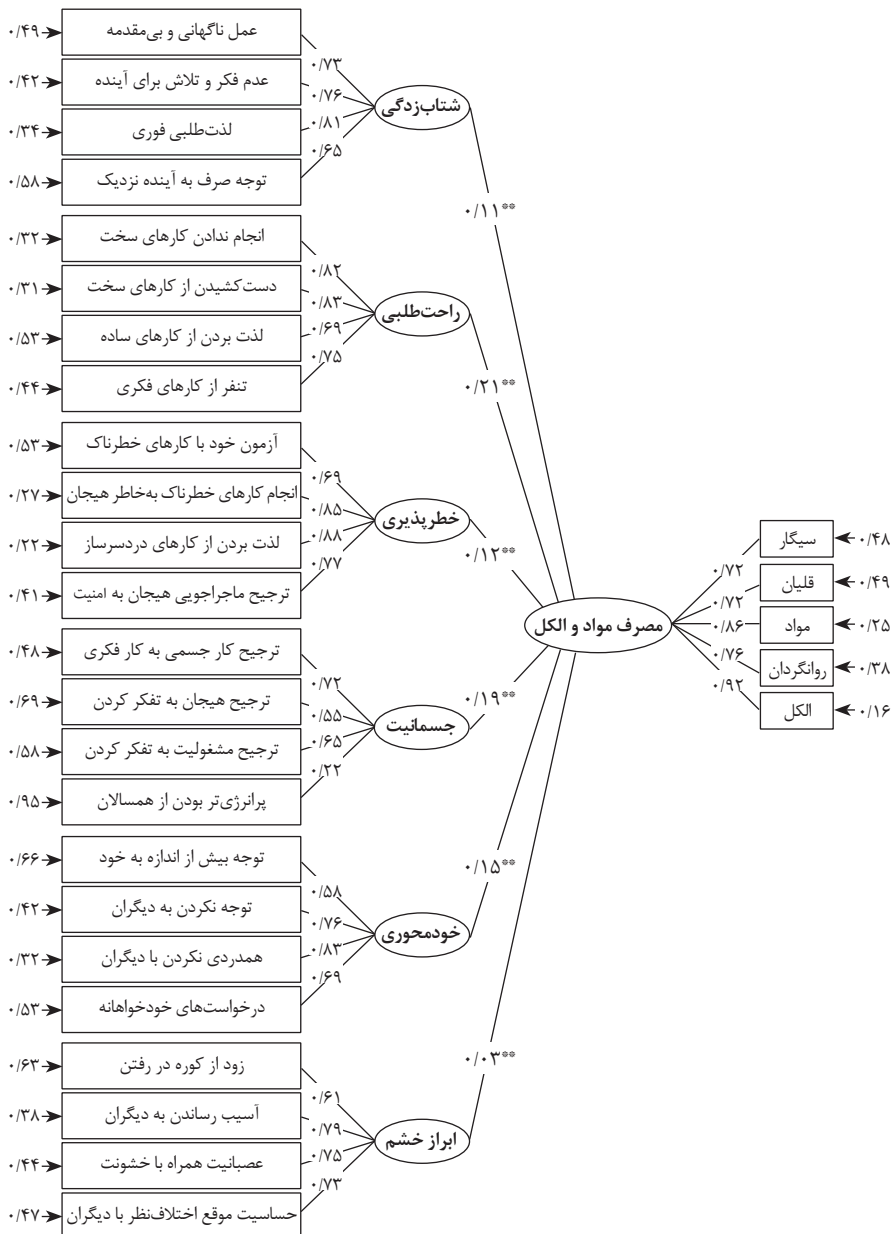 عمل ناگهانی و بی‌مقدمه
۰/۴۹
۰/۷۳
عدم فکر و تلاش برای آینده
۰/۴۲
۰/۷۶
شتاب‌زدگی
لذت‌طلبی فوری
۰/۳۴
۰/۸۱
توجه صرف به آینده نزدیک
۰/۵۸
۰/۶۵
۰/۱۱**
انجام ندادن کارهای سخت
۰/۳۲
۰/۸۲
دست‌کشیدن از کارهای سخت
۰/۳۱
۰/۸۳
راحت‌طلبی
لذت بردن از کارهای ساده
۰/۵۳
۰/۶۹
تنفر از کارهای فکری
۰/۴۴
۰/۷۵
۰/۲۱**
آزمون خود با کارهای خطرناک
۰/۵۳
۰/۶۹
انجام کارهای خطرناک به‌خاطر هیجان
۰/۲۷
۰/۸۵
خطرپذیری
لذت بردن از کارهای دردسرساز
۰/۲۲
۰/۸۸
ترجیح ماجراجویی هیجان به امنیت
۰/۴۱
۰/۷۷
۰/۱۲**
ترجیح کار جسمی به کار فکری
۰/۴۸
۰/۷۲
ترجیح هیجان به تفکر کردن
۰/۶۹
۰/۵۵
جسمانیت
ترجیح مشغولیت به تفکر کردن
۰/۵۸
۰/۶۵
پرانرژی‌تر بودن از همسالان
۰/۹۵
۰/۲۲
۰/۱۹**
توجه بیش از اندازه به خود
۰/۶۶
۰/۵۸
توجه نکردن به دیگران
۰/۴۲
۰/۷۶
خودمحوری
همدردی نکردن با دیگران
۰/۳۲
۰/۸۳
درخواست‌های خودخواهانه
۰/۵۳
۰/۶۹
۰/۱۵**
زود از کوره در رفتن
۰/۶۳
۰/۶۱
آسیب رساندن به دیگران
۰/۳۸
۰/۷۹
ابراز خشم
عصبانیت همراه با خشونت
۰/۴۴
۰/۷۵
حساسیت موقع اختلاف‌نظر با دیگران
۰/۴۷
۰/۷۳
۰/۰۳**
مصرف مواد و الکل
سیگار
۰/۴۸
۰/۷۲
قلیان
۰/۴۹
۰/۷۲
مواد
۰/۲۵
۰/۸۶
روانگردان
۰/۳۸
۰/۷۶
الکل
۰/۱۶
۰/۹۲